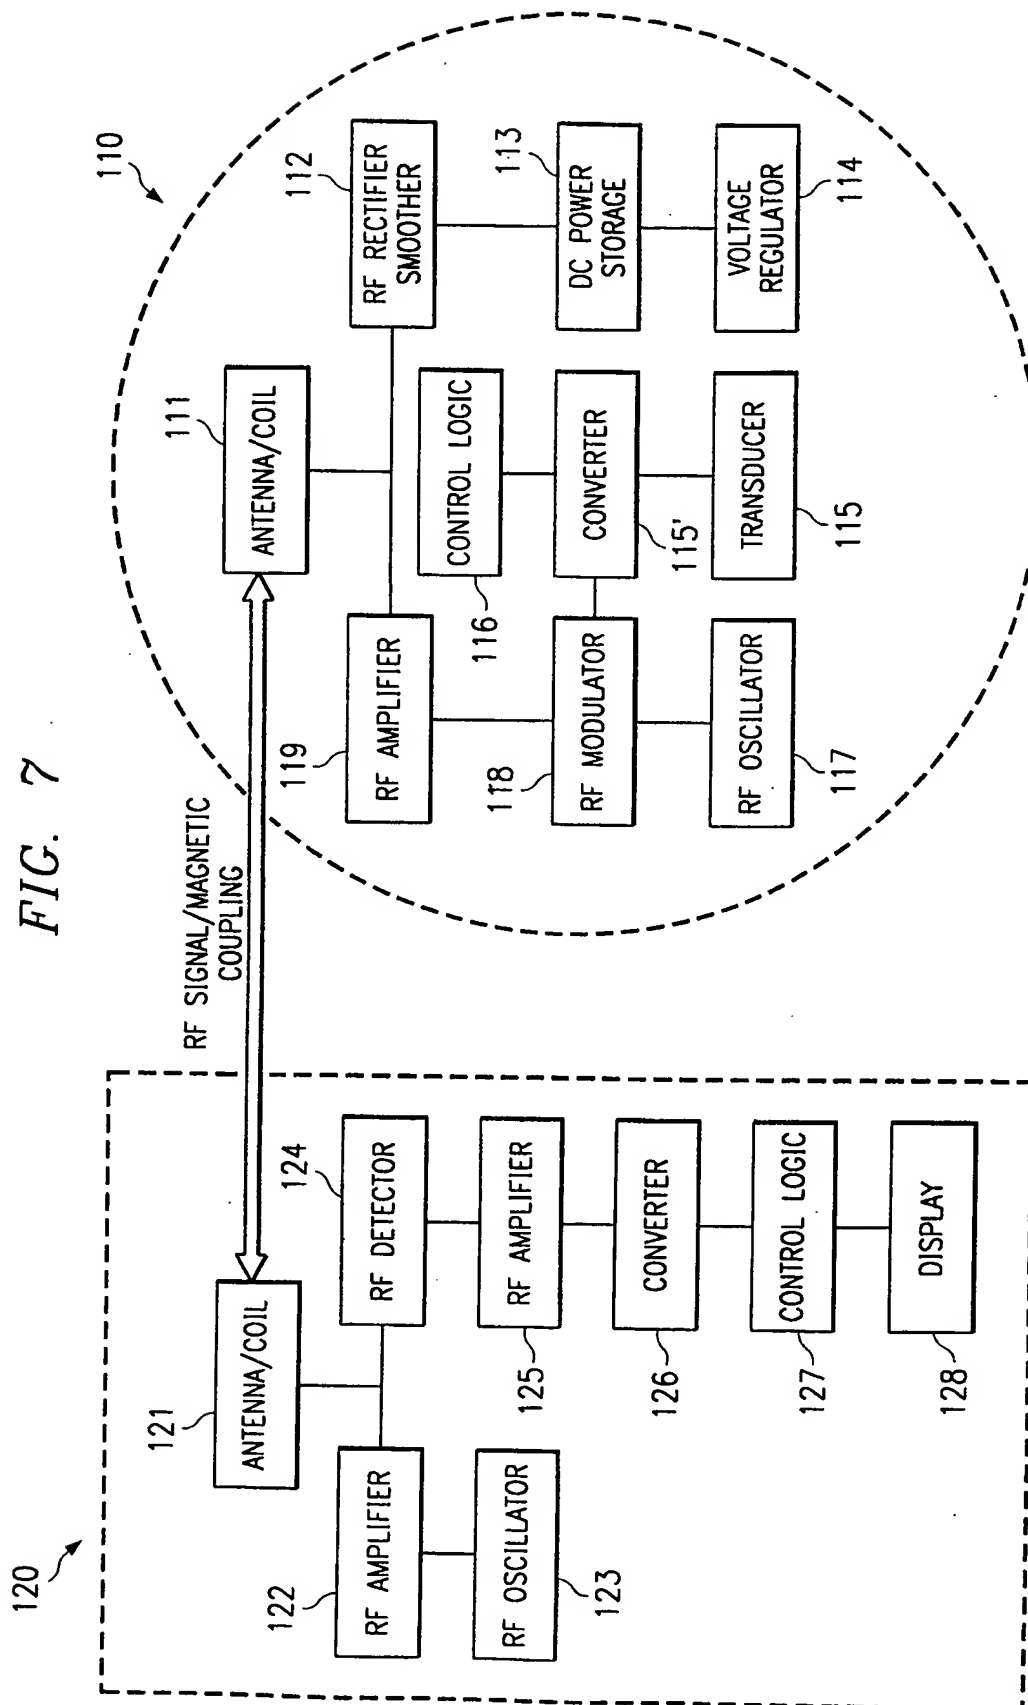 FIG. 7
120
121
ANTENNA/COIL
122
RF AMPLIFIER
RF OSCILLATOR
123
124
RF DETECTOR
RF AMPLIFIER
125
CONVERTER
126
CONTROL LOGIC
127
DISPLAY
128
RF SIGNAL/MAGNETIC
COUPLING
110
111
ANTENNA/COIL
119
RF AMPLIFIER
118
RF MODULATOR
RF OSCILLATOR
117
CONTROL LOGIC
116
CONVERTER
115'
TRANSDUCER
115
112
RF RECTIFIER
SMOOTHER
113
DC POWER
STORAGE
VOLTAGE
REGULATOR
114